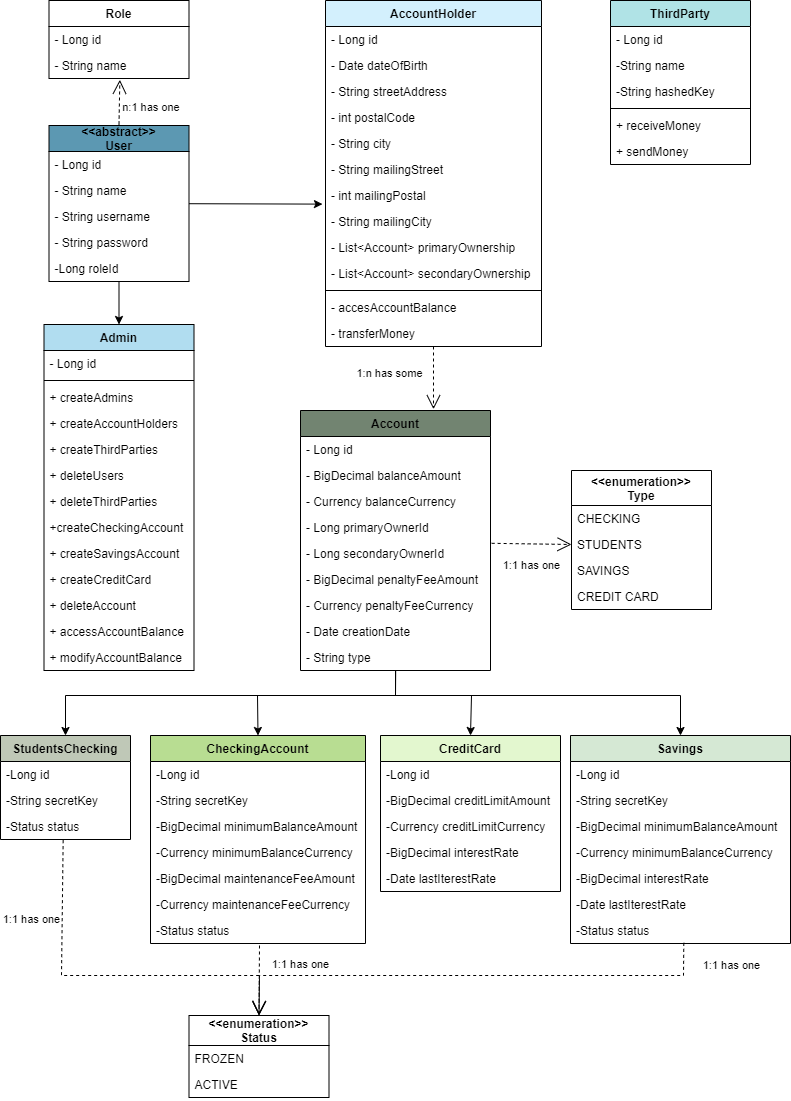 Role
- Long id
- String name
n:1 has one
<<abstract>>
User
- Long id
- String name
- String username
- String password
-Long roleId
Admin
- Long id
+ createAdmins
+ createAccountHolders
+ createThirdParties
+ deleteUsers
+ deleteThirdParties
+createCheckingAccount
+ createSavingsAccount
+ createCreditCard
+ deleteAccount
+ accessAccountBalance
+ modifyAccountBalance
AccountHolder
- Long id
- Date dateOfBirth
- String streetAddress
- int postalCode
- String city
- String mailingStreet
- int mailingPostal
- String mailingCity
- List<Account> primaryOwnership
- List<Account> secondaryOwnership
- accesAccountBalance
- transferMoney
1:n has some
ThirdParty
- Long id
-String name
-String hashedKey
+ receiveMoney
+ sendMoney
Account
- Long id
- BigDecimal balanceAmount
- Currency balanceCurrency
- Long primaryOwnerId
- Long secondaryOwnerId
- BigDecimal penaltyFeeAmount
- Currency penaltyFeeCurrency
- Date creationDate
- String type
1:1 has one
<<enumeration>>
Type
CHECKING
STUDENTS
SAVINGS
CREDIT CARD
StudentsChecking
-Long id
-String secretKey
-Status status
1:1 has one
CheckingAccount
-Long id
-String secretKey
-BigDecimal minimumBalanceAmount
-Currency minimumBalanceCurrency
-BigDecimal maintenanceFeeAmount
-Currency maintenanceFeeCurrency
-Status status
1:1 has one
CreditCard
-Long id
-BigDecimal creditLimitAmount
-Currency creditLimitCurrency
-BigDecimal interestRate
-Date lastIterestRate
Savings
-Long id
-String secretKey
-BigDecimal minimumBalanceAmount
-Currency minimumBalanceCurrency
-BigDecimal interestRate
-Date lastIterestRate
-Status status
1:1 has one
<<enumeration>>
Status
FROZEN
ACTIVE